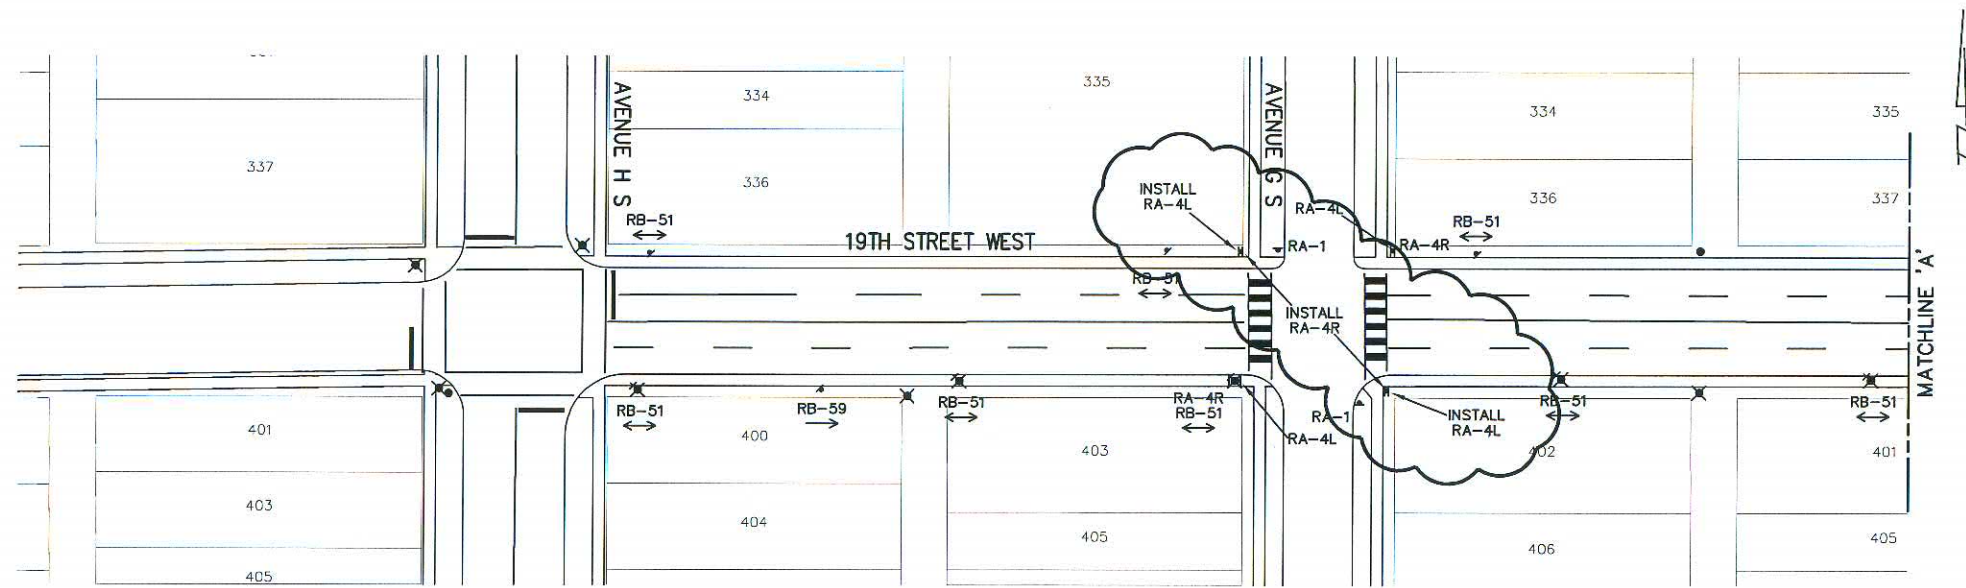 334
335
334
335
337
AVENUE H S
336
AVENUE G S
INSTALL
RA-4L
RA-4L
336
337
RB-51
RB-51
19TH STREET WEST
RA-1
RA-4R
RB-51
MATCHLINE 'A'
INSTALL
RA-4R
RB-51
RB-59
RB-51
RA-4R
RB-51
RA-1
RB-51
RB-51
INSTALL
RA-4L
RA-4L
401
400
403
402
401
403
404
405
406
405
405